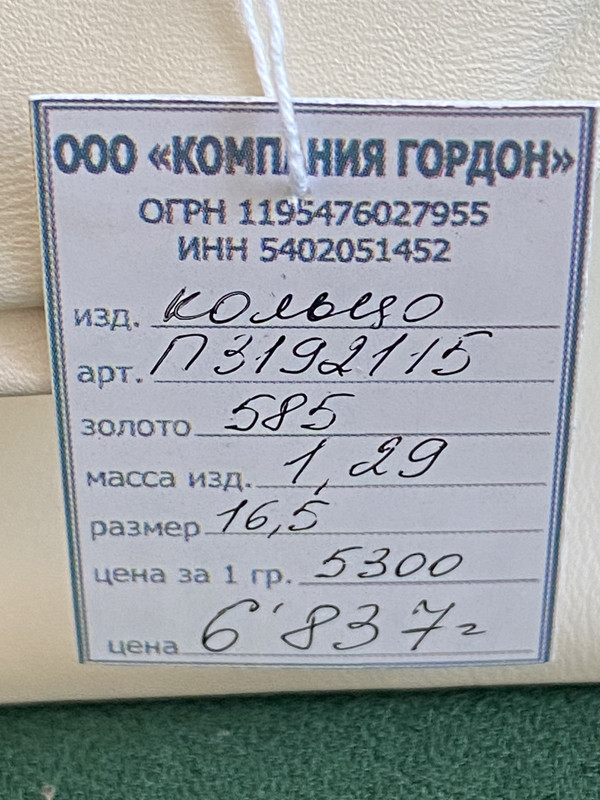 ООО «КОМПАНИЯ ГОРДОН»
ОГРН 1195476027955
ИНН 5402051452
изд. кольцо
арт. П3192115
золото 585
масса изд. 1,29
размер 16,5
цена за 1 гр. 5300
цена 6'837=